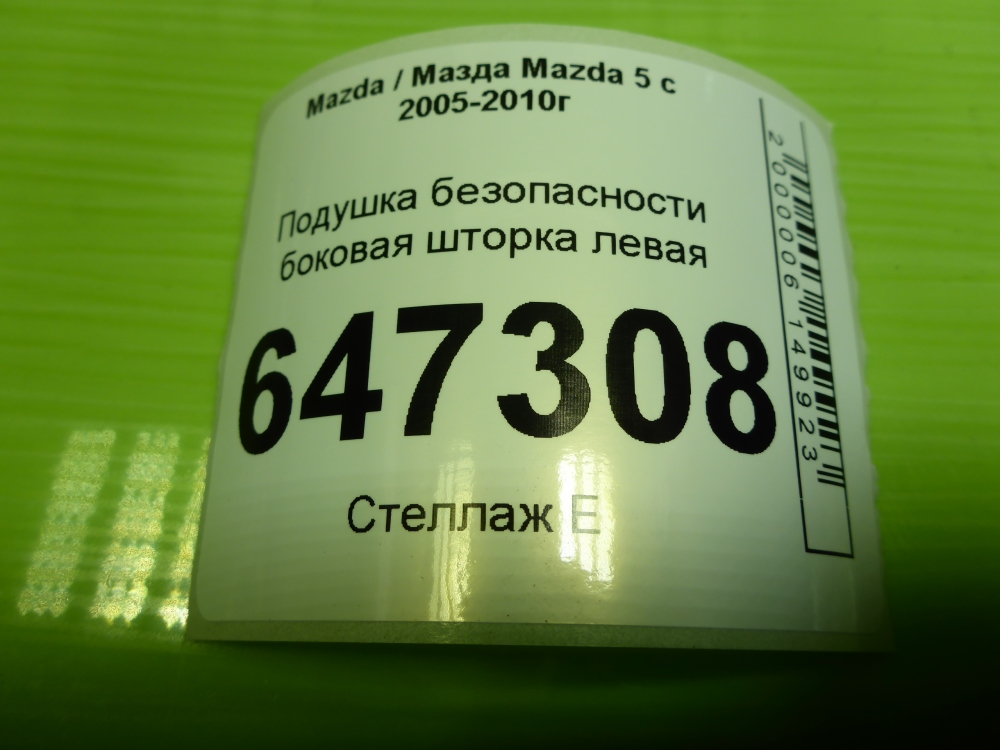 Mazda / Мазда Mazda 5 с
2005-2010г
Подушка безопасности
боковая шторка левая
647308
Стеллаж E
2000006149923